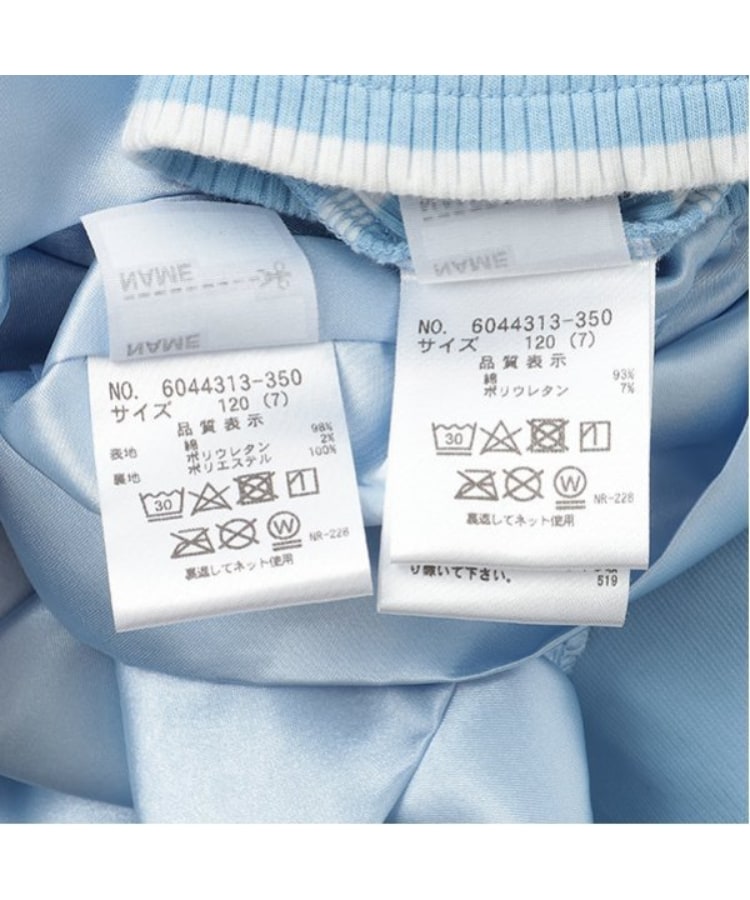 NAME
NAME
NO. 6044313-350
サイズ 120 (7)
品質表示
表地 綿 98%
ポリウレタン 2%
裏地 ポリエステル 100%
30
W
NR-228
裏返してネット使用
NAME
NO. 6044313-350
サイズ 120 (7)
品質表示
綿 93%
ポリウレタン 7%
30
W
NR-228
裏返してネット使用
り除いて下さい。
519